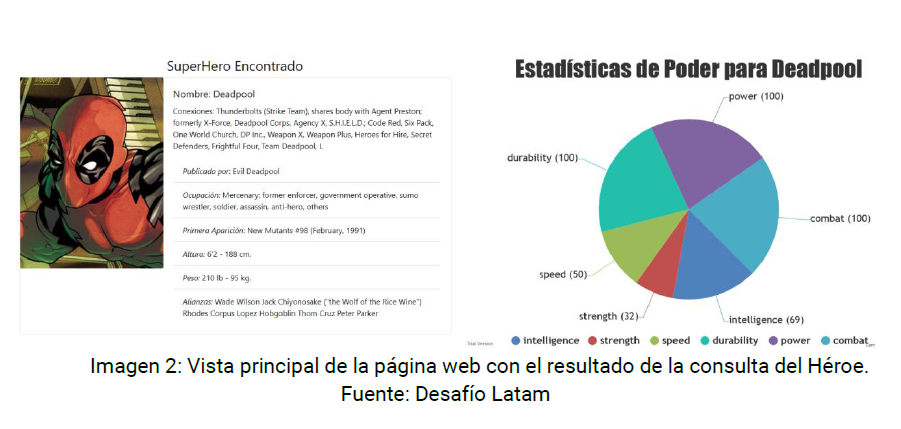 SuperHero Encontrado
Nombre: Deadpool
Conexiones: Thunderbolts (Strike Team), shares body with Agent Preston;
formerly X-Force, Deadpool Corps. Agency X, S.H.I.E.L.D.; Code Red, Six Pack,
One World Church, DP Inc., Weapon X, Weapon Plus, Heroes for Hire, Secret
Defenders, Frightful Four, Team Deadpool, L
Publicado por: Evil Deadpool
Ocupación: Mercenary; former enforcer, government operative, sumo
wrestler, soldier, assassin, anti-hero, others
Primera Aparición: New Mutants #98 (February, 1991)
Altura: 6'2 - 188 cm.
Peso: 210 lb - 95 kg.
Alianzas: Wade Wilson Jack Chiyonosake ("the Wolf of the Rice Wine")
Rhodes Corpus Lopez Hobgoblin Thom Cruz Peter Parker
Estadísticas de Poder para Deadpool
power (100)
durability (100)
combat (100)
speed (50)
strength (32)
intelligence (69)
Trial Version
intelligence strength speed durability power combat
.com
Imagen 2: Vista principal de la página web con el resultado de la consulta del Héroe.
Fuente: Desafío Latam